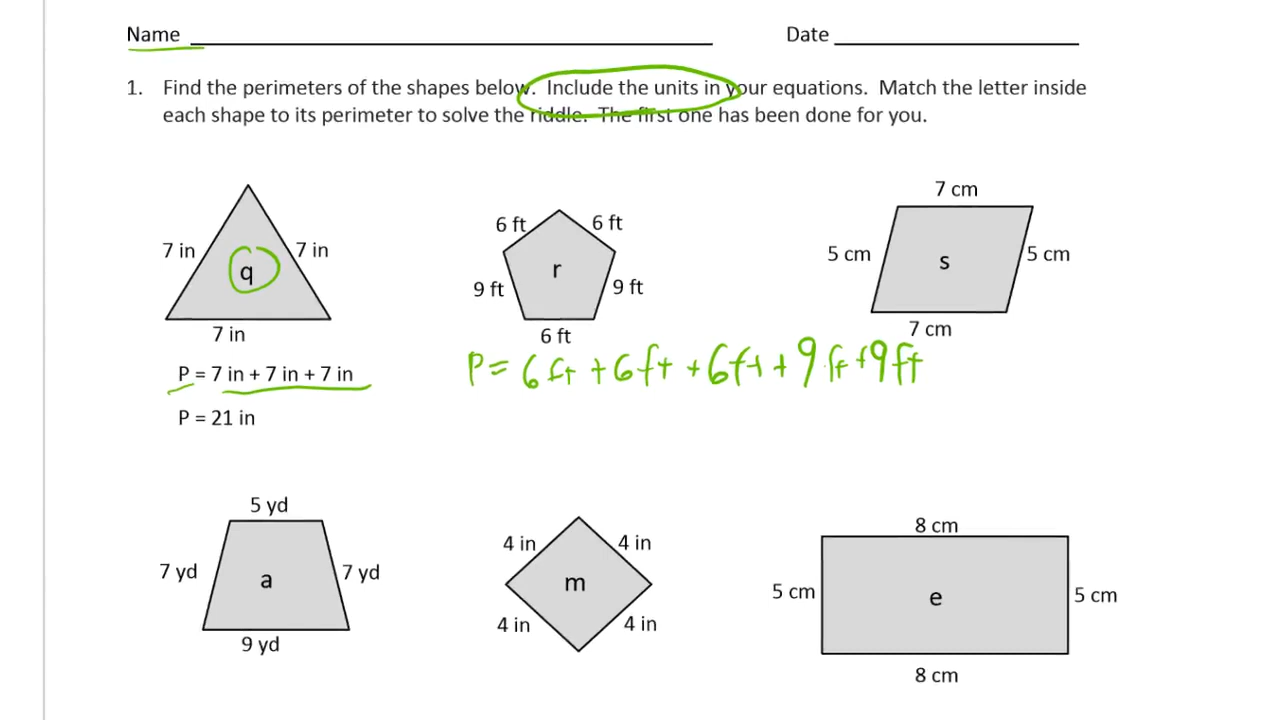 Name Date
1. Find the perimeters of the shapes below. Include the units in your equations. Match the letter inside
each shape to its perimeter to solve the riddle. The first one has been done for you.
7 in 7 in
q
7 in
P = 7 in + 7 in + 7 in
P = 21 in
6 ft 6 ft
r
9 ft 9 ft
6 ft
P = 6 ft + 6 ft + 6 ft + 9 ft + 9 ft
7 cm
5 cm s 5 cm
7 cm
5 yd
7 yd a 7 yd
9 yd
4 in 4 in
m
4 in 4 in
8 cm
5 cm e 5 cm
8 cm